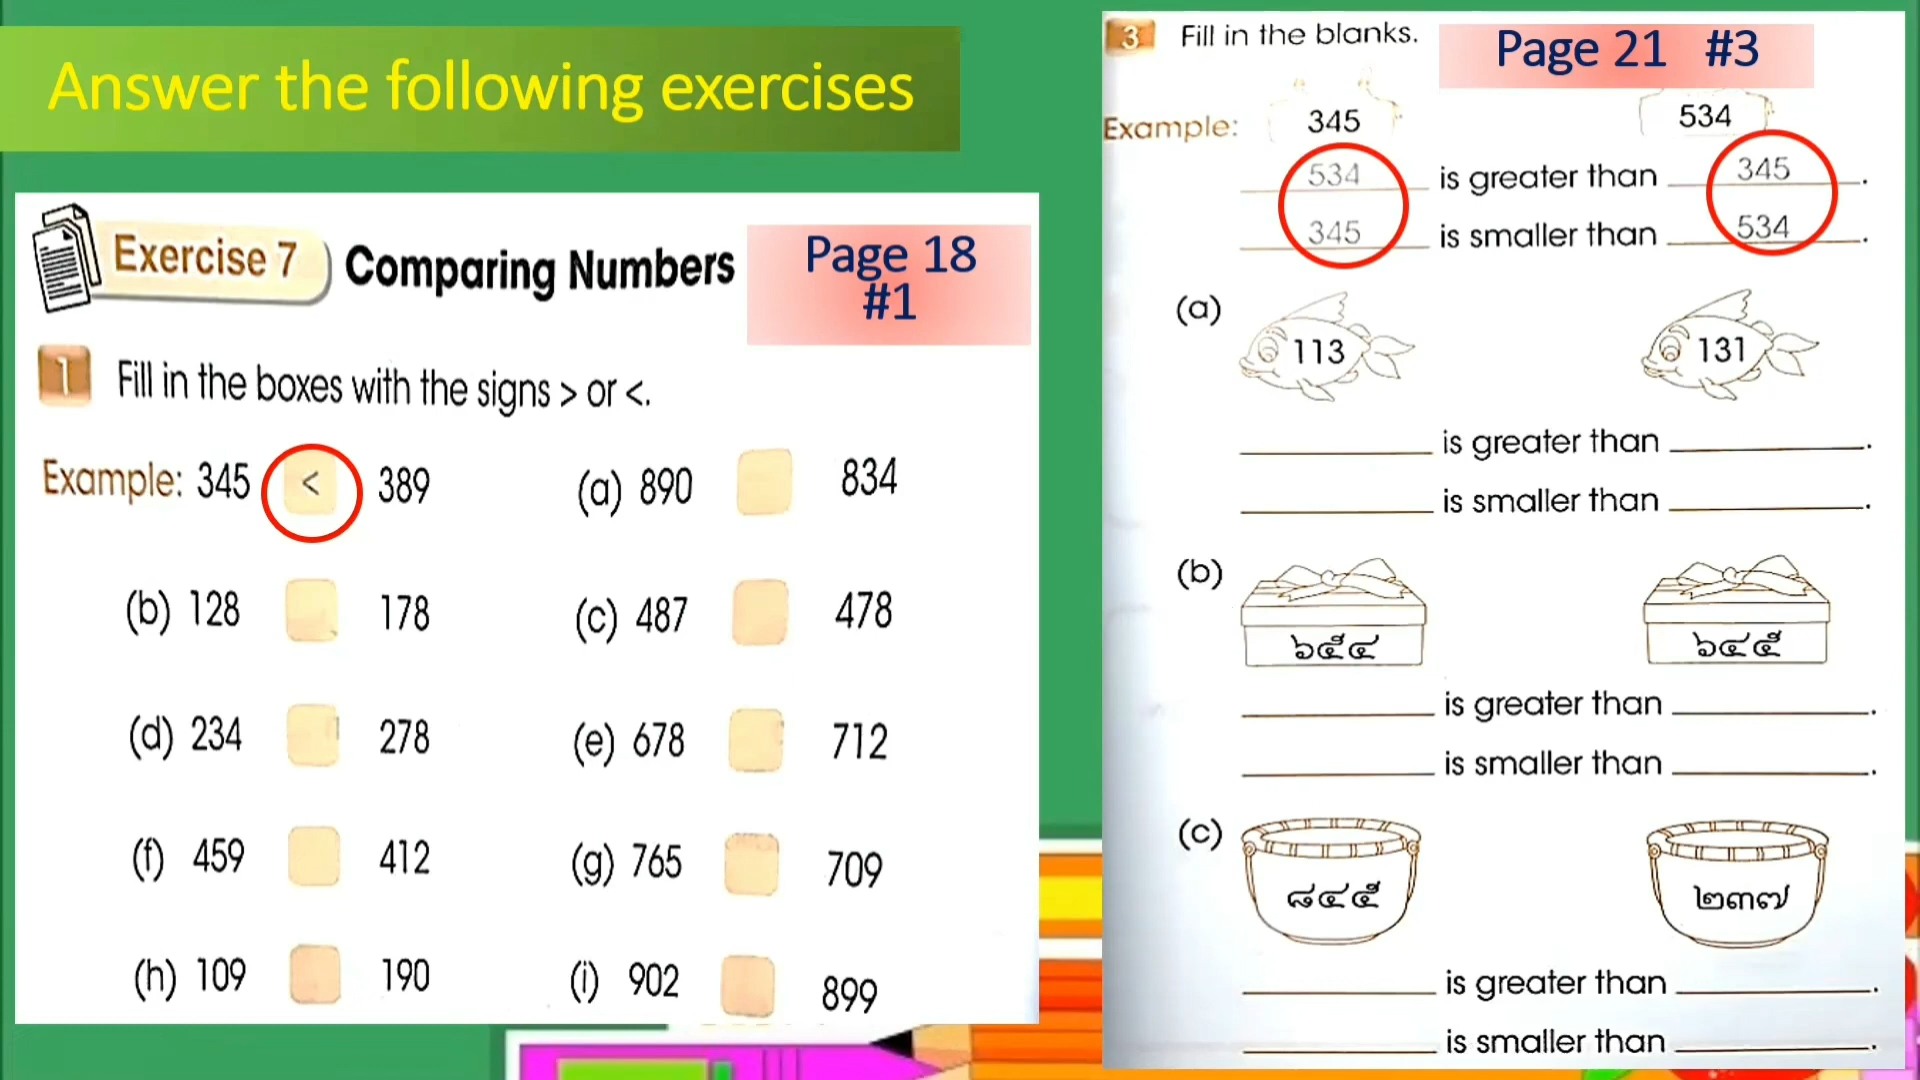 Answer the following exercises
Exercise 7 Comparing Numbers
Page 18
#1
1 Fill in the boxes with the signs > or <.
Example: 345 < 389 (a) 890 834
(b) 128 178 (c) 487 478
(d) 234 278 (e) 678 712
(f) 459 412 (g) 765 709
(h) 109 190 (i) 902 899
3 Fill in the blanks.
Page 21 #3
Example: 345 534
534 is greater than 345.
345 is smaller than 534.
(a) 113 131
is greater than .
is smaller than .
(b) ๖๕๔ ๖๔๕
is greater than .
is smaller than .
(c) ๘๔๕ ๒๓๗
is greater than .
is smaller than .